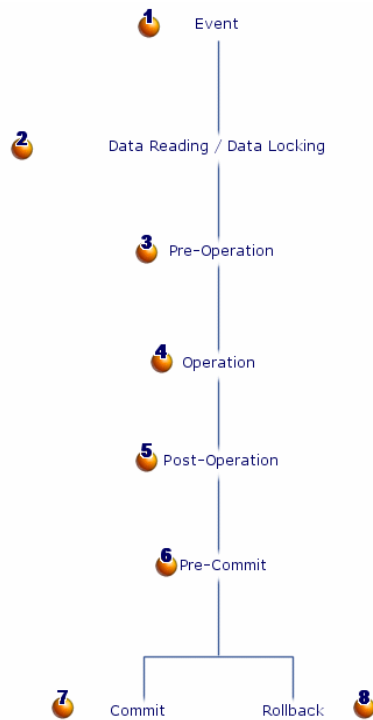 1 Event
2 Data Reading / Data Locking
3 Pre-Operation
4 Operation
5 Post-Operation
6 Pre-Commit
7 Commit Rollback 8